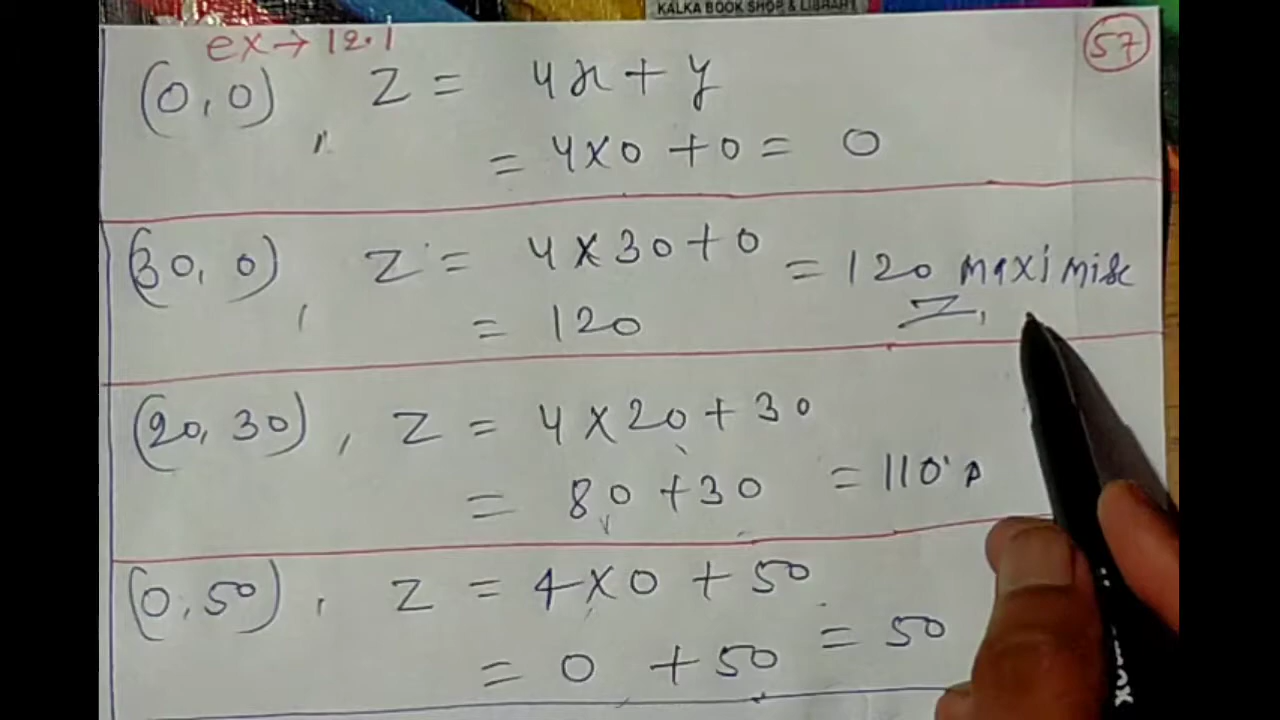 KALKA BOOK SHOP & LIBRARY
ex → 12.1
57
(0,0), Z = 4x + y
= 4×0 +0 = 0
(30, 0), Z = 4 × 30 + 0 = 120 maximise
= 120 Z,
(20, 30), Z = 4 × 20 + 30
= 80 + 30 = 110
(0, 50), Z = 4 × 0 + 50
= 0 + 50 = 50